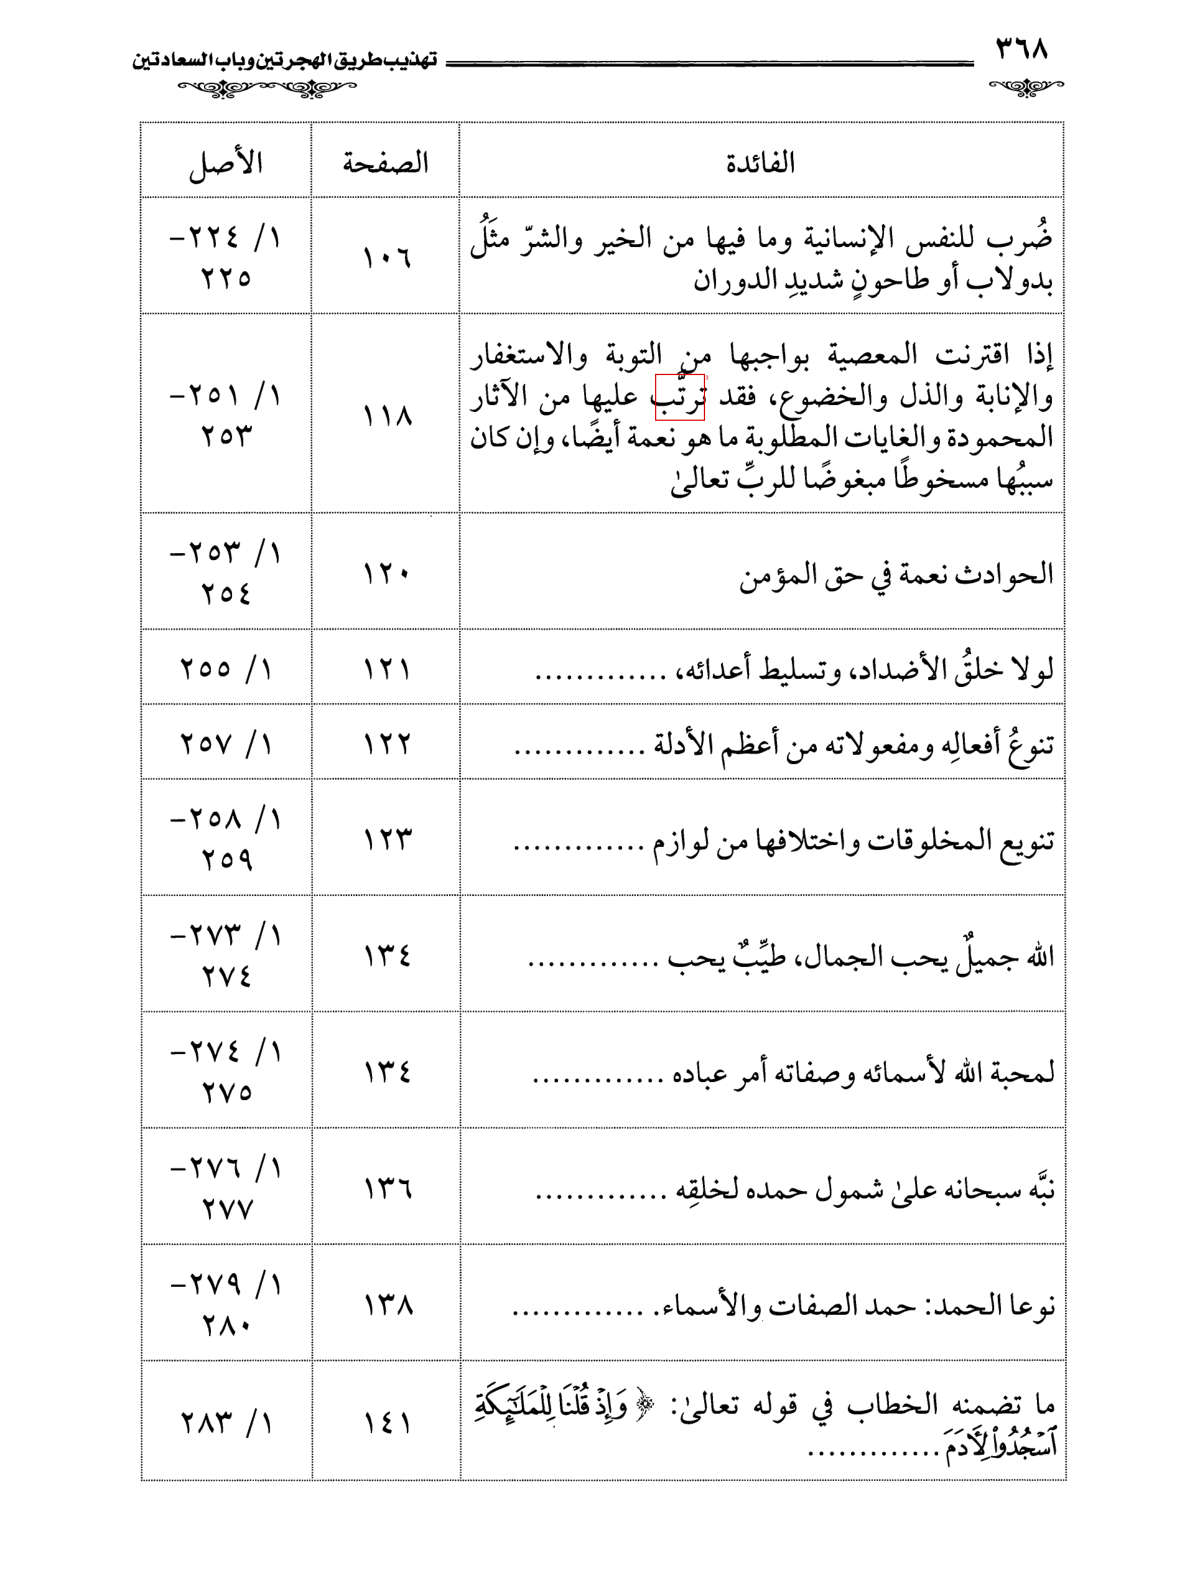 ٣٦٨
تهذيب طريق الهجرتين وباب السعادتين
الفائدة الصفحة الأصل
ضُرب للنفس الإنسانية وما فيها من الخير والشرّ مثَلُ
بدولاب أو طاحونٍ شديدِ الدوران
١٠٦
١/ ٢٢٤–
٢٢٥
إذا اقترنت المعصية بواجبها من التوبة والاستغفار
والإنابة والذل والخضوع، فقد ترتَّب عليها من الآثار
المحمودة والغايات المطلوبة ما هو نعمة أيضًا، وإن كان
سببُها مسخوطًا مبغوضًا للربِّ تعالىٰ
١١٨
١/ ٢٥١–
٢٥٣
الحوادث نعمة في حق المؤمن
١٢٠
١/ ٢٥٣–
٢٥٤
لولا خلقُ الأضداد، وتسليط أعدائه، .............
١٢١
١/ ٢٥٥
تنوعُ أفعالِه ومفعولاته من أعظم الأدلة .............
١٢٢
١/ ٢٥٧
تنويع المخلوقات واختلافها من لوازم .............
١٢٣
١/ ٢٥٨–
٢٥٩
الله جميلٌ يحب الجمال، طيِّبٌ يحب .............
١٣٤
١/ ٢٧٣–
٢٧٤
لمحبة الله لأسمائه وصفاته أمر عباده .............
١٣٤
١/ ٢٧٤–
٢٧٥
نبَّه سبحانه علىٰ شمول حمده لخلقِه .............
١٣٦
١/ ٢٧٦–
٢٧٧
نوعا الحمد: حمد الصفات والأسماء. .............
١٣٨
١/ ٢٧٩–
٢٨٠
ما تضمنه الخطاب في قوله تعالىٰ: ﴿ وَإِذْ قُلْنَا لِلْمَلَٰٓئِكَةِ
ٱسْجُدُوا۟ لِـَٔادَمَ .............
١٤١
١/ ٢٨٣